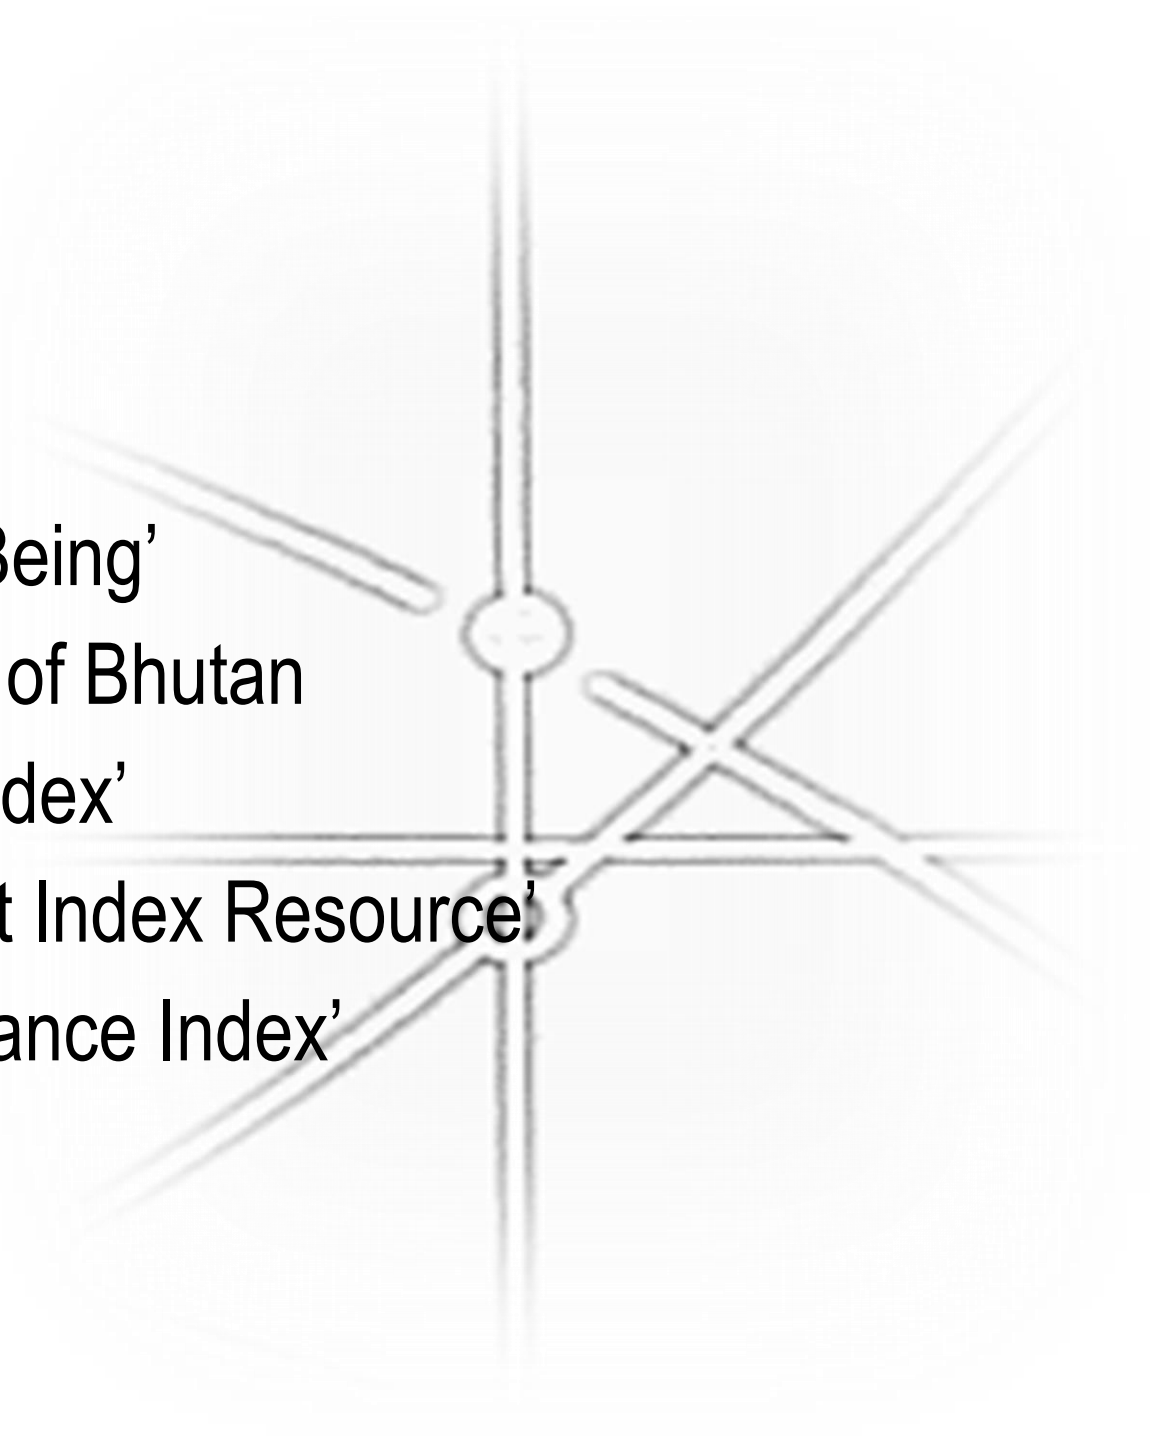 Being’
of Bhutan
dex’
t Index Resource’
ance Index’